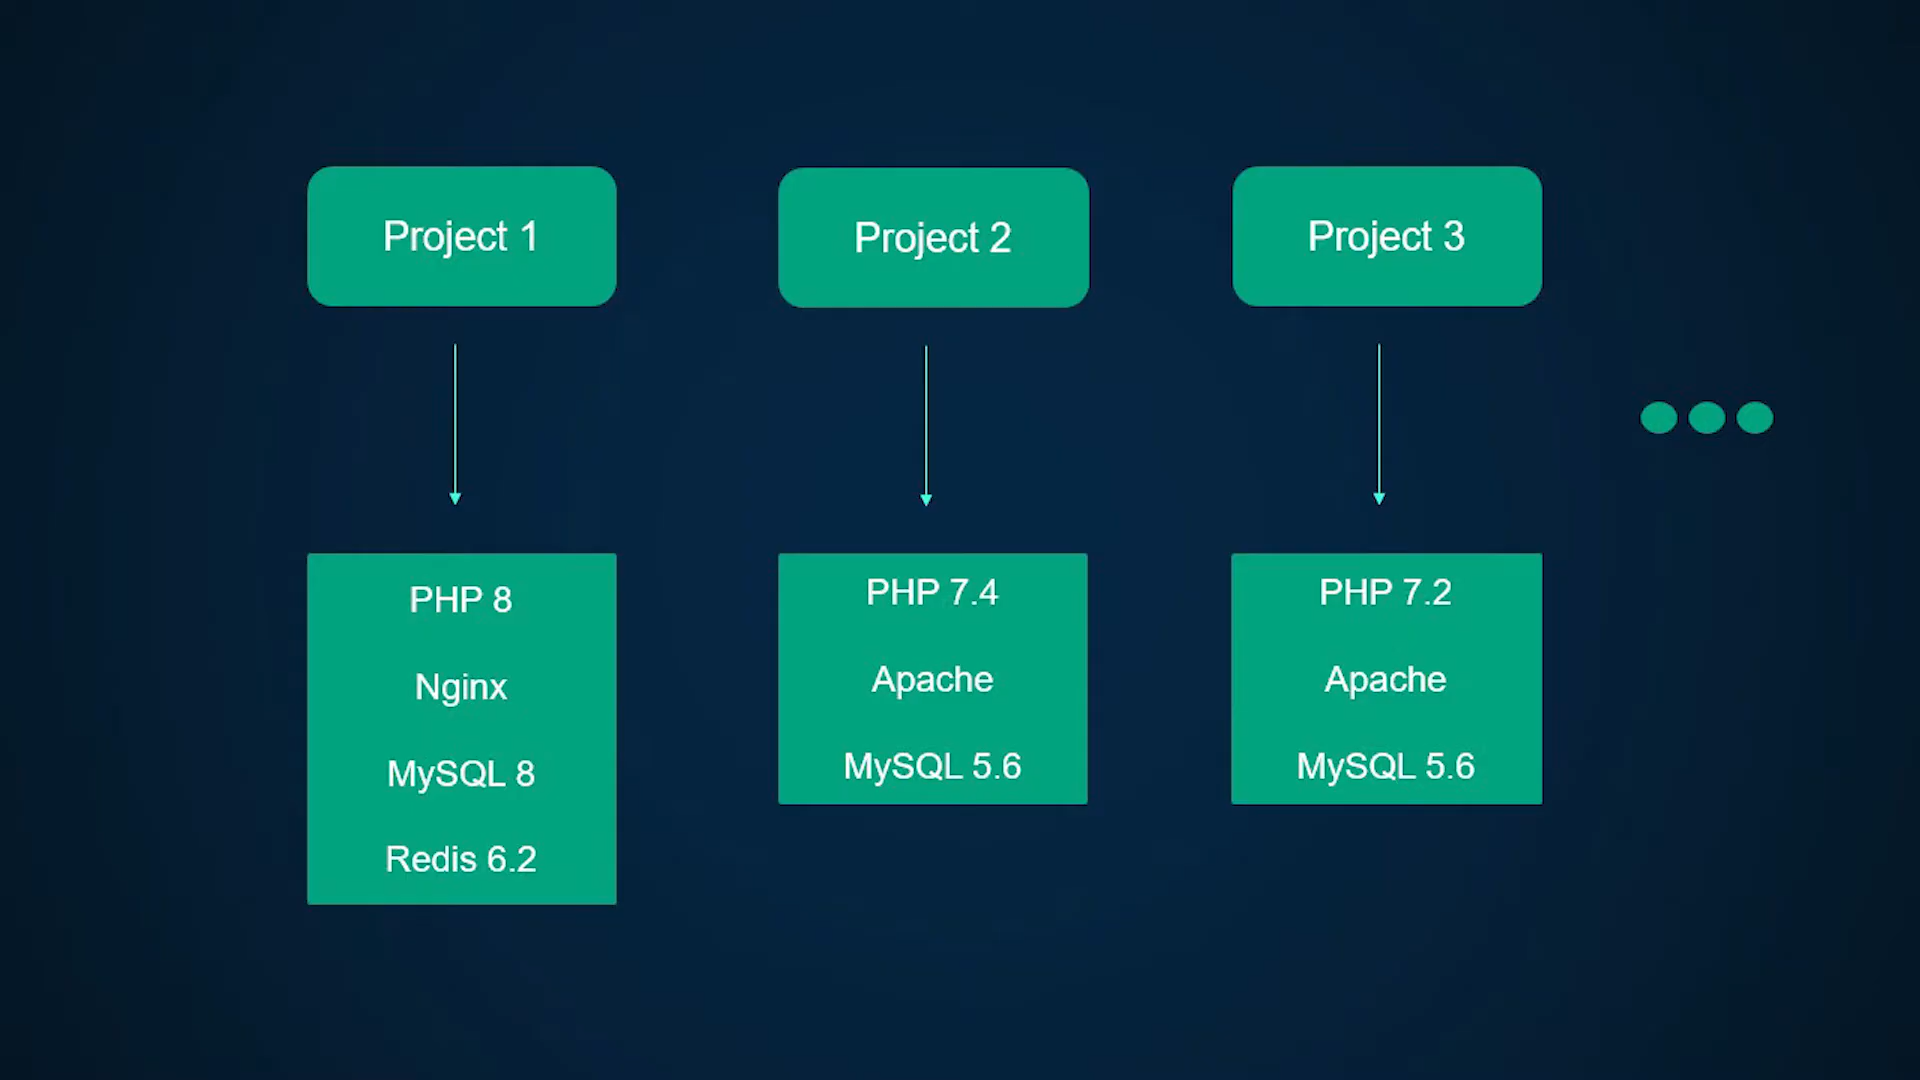 Project 1
Project 2
Project 3
PHP 8
Nginx
MySQL 8
Redis 6.2
PHP 7.4
Apache
MySQL 5.6
PHP 7.2
Apache
MySQL 5.6